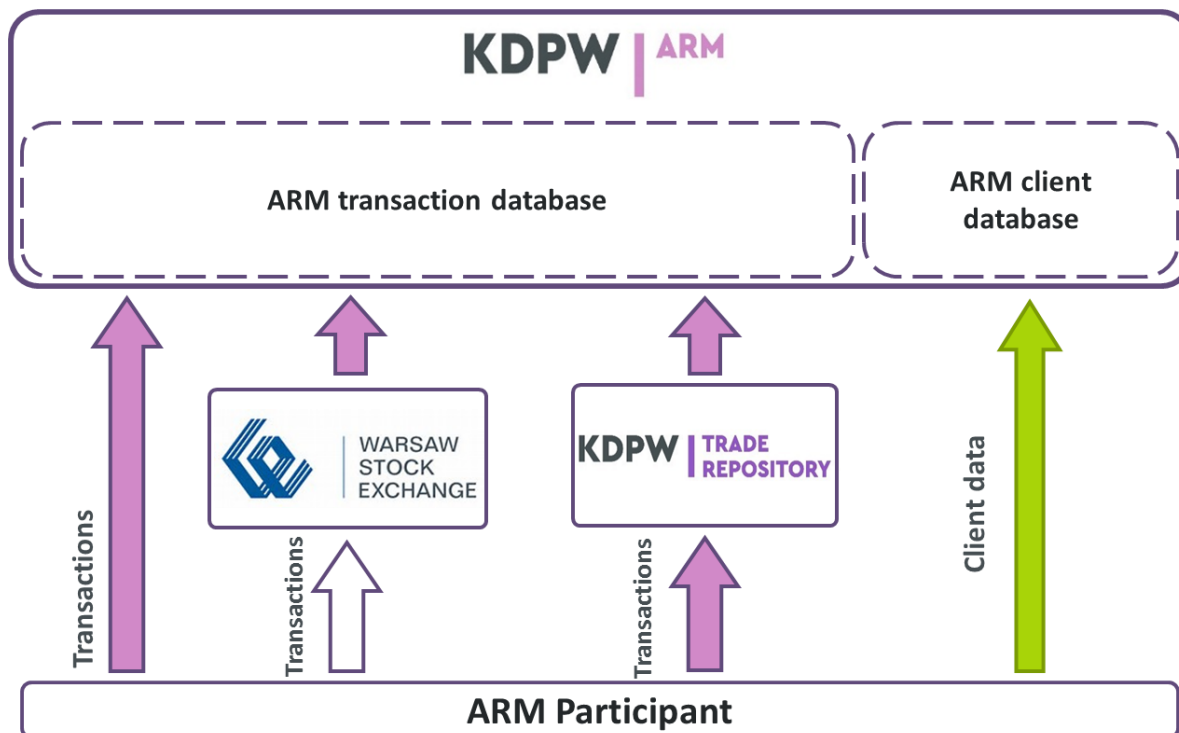 KDPW ARM
ARM transaction database
ARM client
database
WARSAW
STOCK
EXCHANGE
KDPW TRADE
REPOSITORY
Transactions
Transactions
Transactions
Client data
ARM Participant